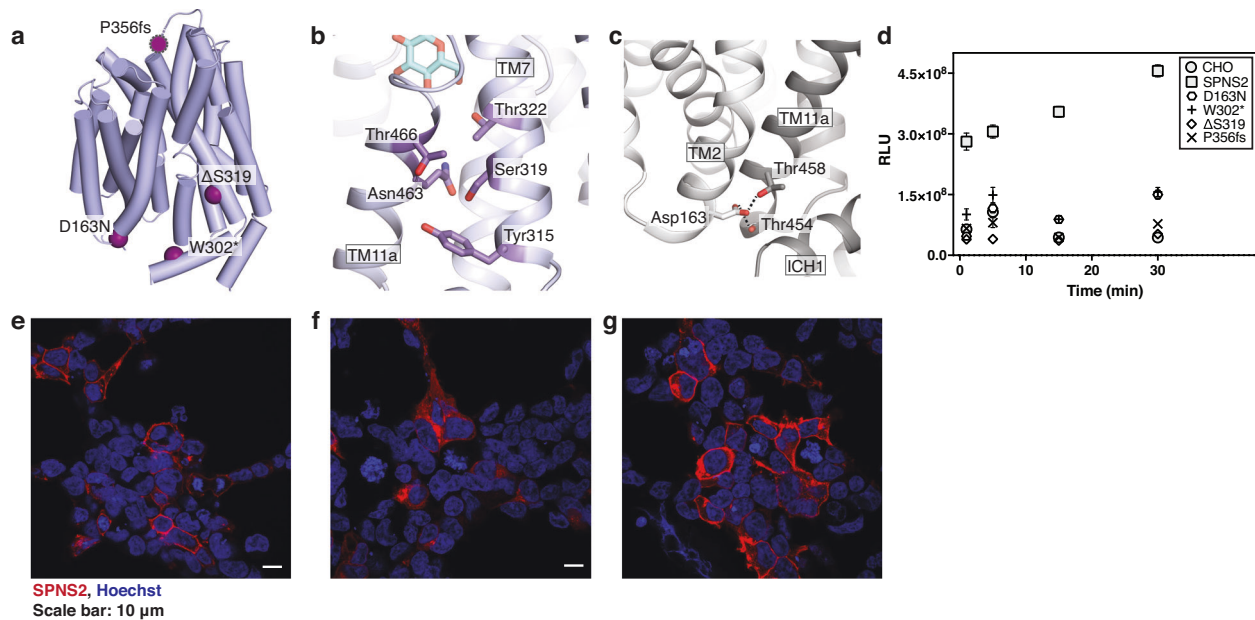 a
P356fs
ΔS319
D163N
W302*
b
TM7
Thr322
Thr466
Ser319
Asn463
Tyr315
TM11a
c
TM11a
TM2
Thr458
Asp163
Thr454
ICH1
d
RLU
4.5×10⁸
3.0×10⁸
1.5×10⁸
0.0
0 10 20 30 40
Time (min)
CHO
SPNS2
D163N
W302*
ΔS319
P356fs
e
f
g
SPNS2, Hoechst
Scale bar: 10 µm